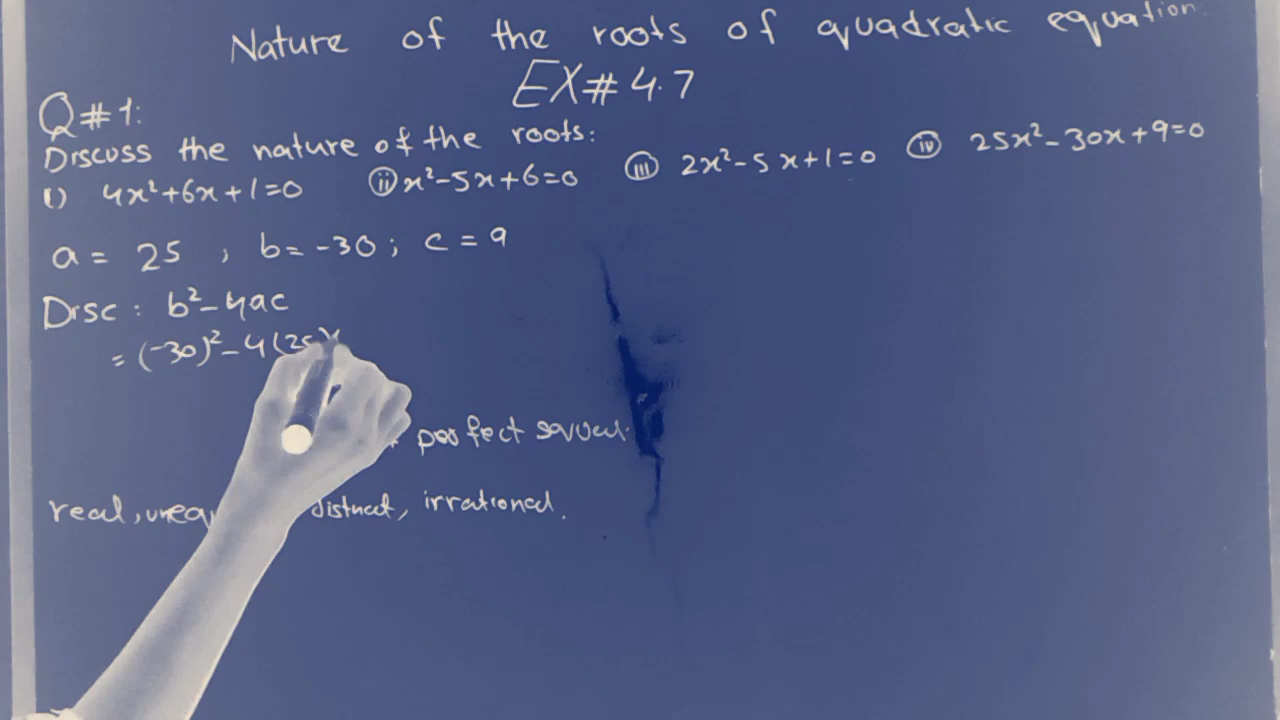 Nature of the roots of quadratic equation
EX# 4.7
Q#1:
Discuss the nature of the roots:
i) 4x²+6x+1=0 (ii) x²-5x+6=0 (iii) 2x²-5x+1=0 (iv) 25x²-30x+9=0
a = 25 , b= -30 ; c = 9
Disc : b²-4ac
= (-30)²-4(25)
perfect
real, distnct, irrational.